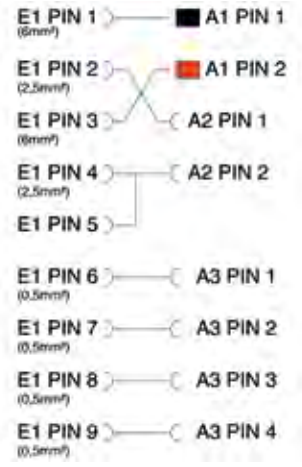 E1 PIN 1 A1 PIN 1
(6mm²)
E1 PIN 2 A1 PIN 2
(2,5mm²)
E1 PIN 3 A2 PIN 1
(6mm²)
E1 PIN 4 A2 PIN 2
(2,5mm²)
E1 PIN 5
E1 PIN 6 A3 PIN 1
(0,5mm²)
E1 PIN 7 A3 PIN 2
(0,5mm²)
E1 PIN 8 A3 PIN 3
(0,5mm²)
E1 PIN 9 A3 PIN 4
(0,5mm²)